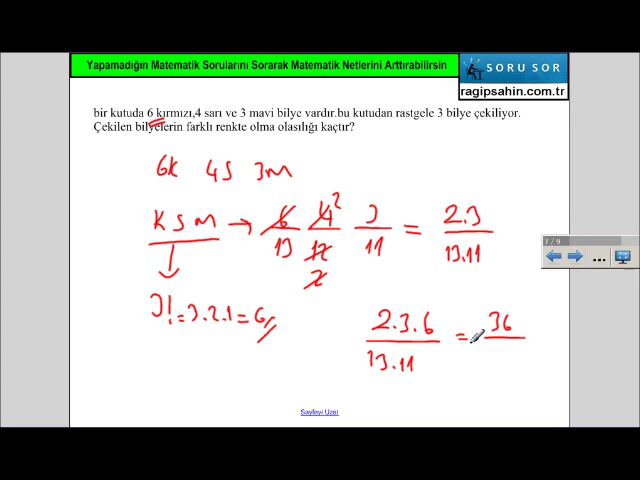 Yapamadığın Matematik Sorularını Sorarak Matematik Netlerini Arttırabilirsin
SORU SOR
ragipsahin.com.tr
bir kutuda 6 kırmızı,4 sarı ve 3 mavi bilye vardır.bu kutudan rastgele 3 bilye çekiliyor.
Çekilen bilyelerin farklı renkte olma olasılığı kaçtır?
6K 4S 3M
K S M → 6/13 4/12 3/11 = 2.3/13.11
2
2
3! = 3.2.1 = 6
2.3.6/13.11 = 36
7 / 9
...
Sayfayı Uzat